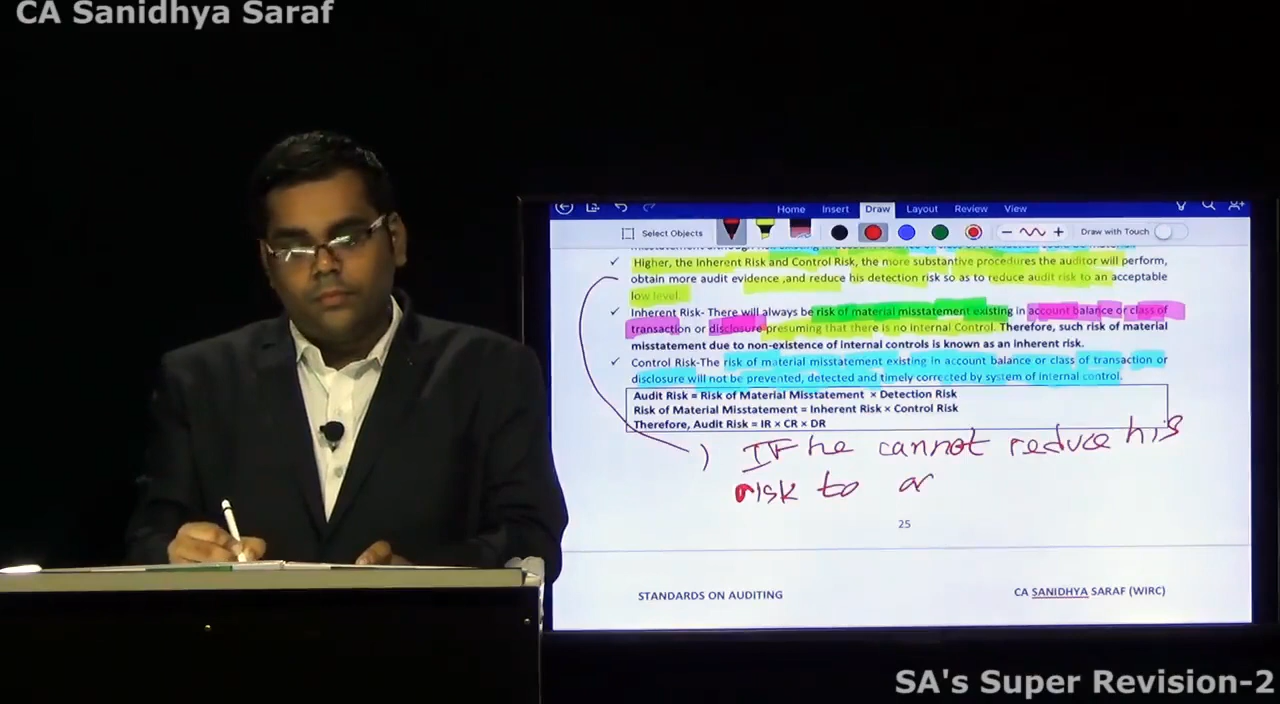 CA Sanidhya Saraf
Home Insert Draw Layout Review View
Select Objects
Draw with Touch
✓ Higher, the Inherent Risk and Control Risk, the more substantive procedures the auditor will perform,
obtain more audit evidence ,and reduce his detection risk so as to reduce audit risk to an acceptable
low level.
✓ Inherent Risk- There will always be risk of material misstatement existing in account balance or class of
transaction or disclosure presuming that there is no Internal Control. Therefore, such risk of material
misstatement due to non-existence of internal controls is known as an inherent risk.
✓ Control Risk-The risk of material misstatement existing in account balance or class of transaction or
disclosure will not be prevented, detected and timely corrected by system of internal control.
Audit Risk = Risk of Material Misstatement × Detection Risk
Risk of Material Misstatement = Inherent Risk × Control Risk
Therefore, Audit Risk = IR × CR × DR
IF he cannot reduce his
risk to
25
STANDARDS ON AUDITING
CA SANIDHYA SARAF (WIRC)
SA's Super Revision-2